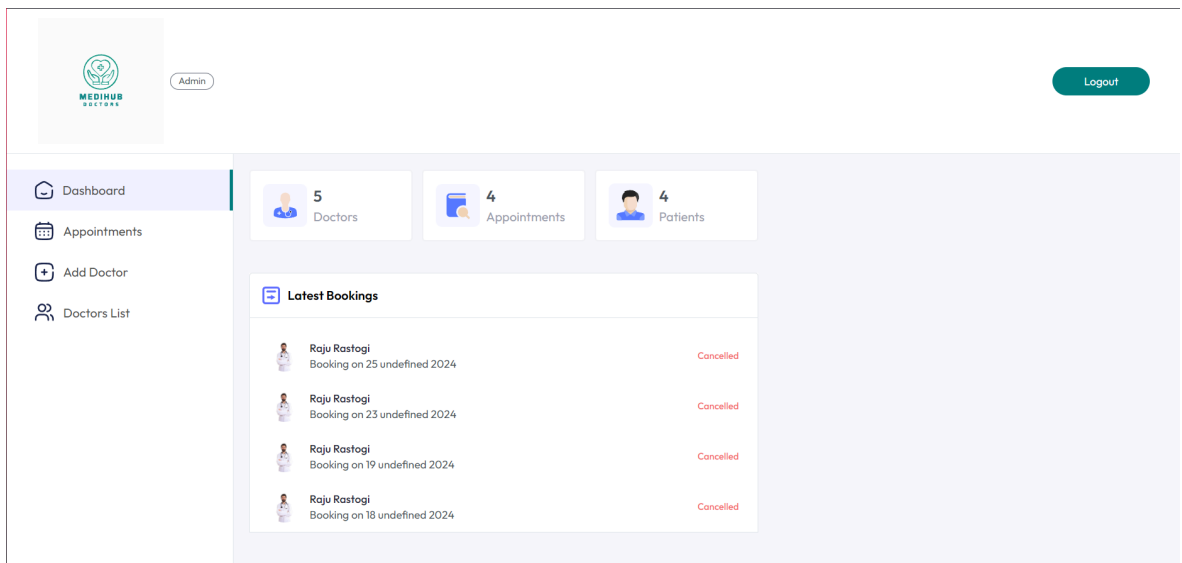 MEDIHUB
DOCTORS
Admin
Logout
Dashboard
Appointments
Add Doctor
Doctors List
5
Doctors
4
Appointments
4
Patients
Latest Bookings
Raju Rastogi
Booking on 25 undefined 2024
Cancelled
Raju Rastogi
Booking on 23 undefined 2024
Cancelled
Raju Rastogi
Booking on 19 undefined 2024
Cancelled
Raju Rastogi
Booking on 18 undefined 2024
Cancelled